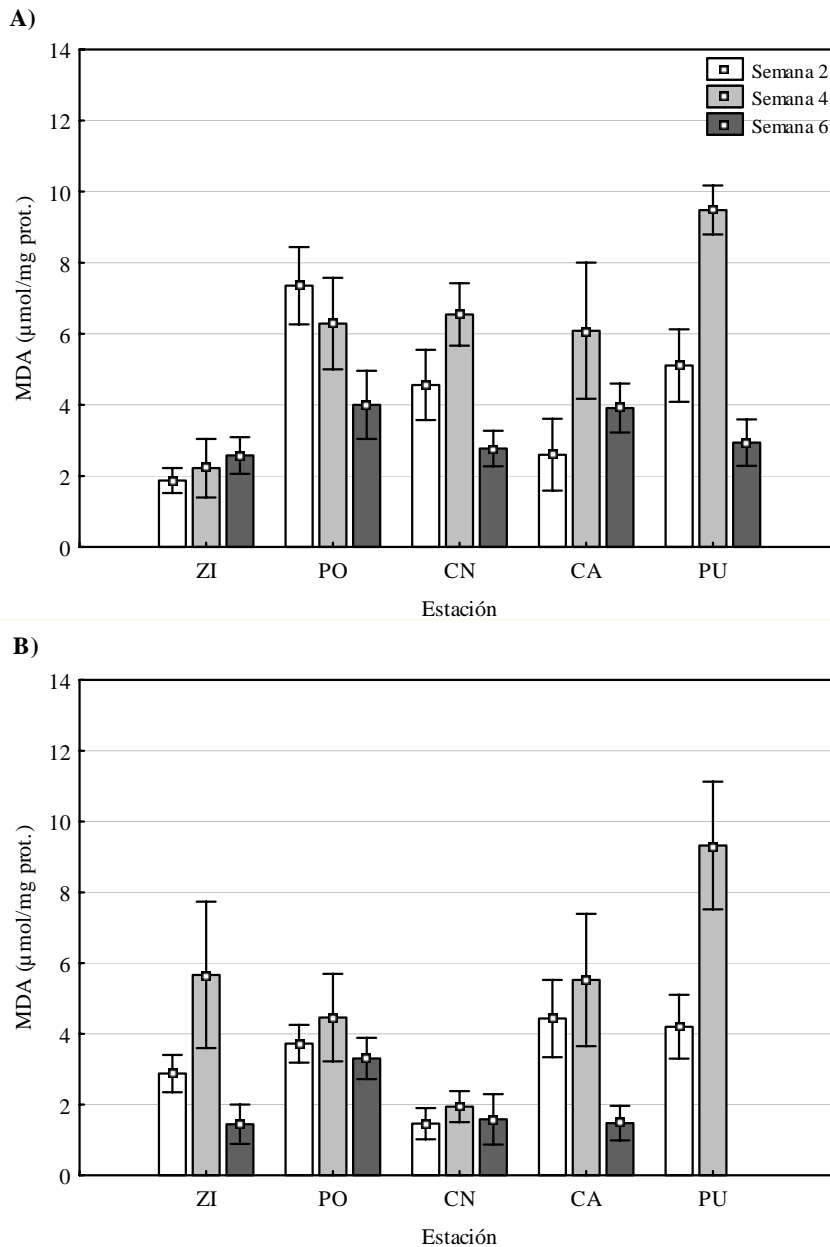 A)
14
12
10
8
6
4
2
0
MDA (µmol/mg prot.)
Semana 2
Semana 4
Semana 6
ZI PO CN CA PU
Estación
B)
14
12
10
8
6
4
2
0
MDA (µmol/mg prot.)
ZI PO CN CA PU
Estación